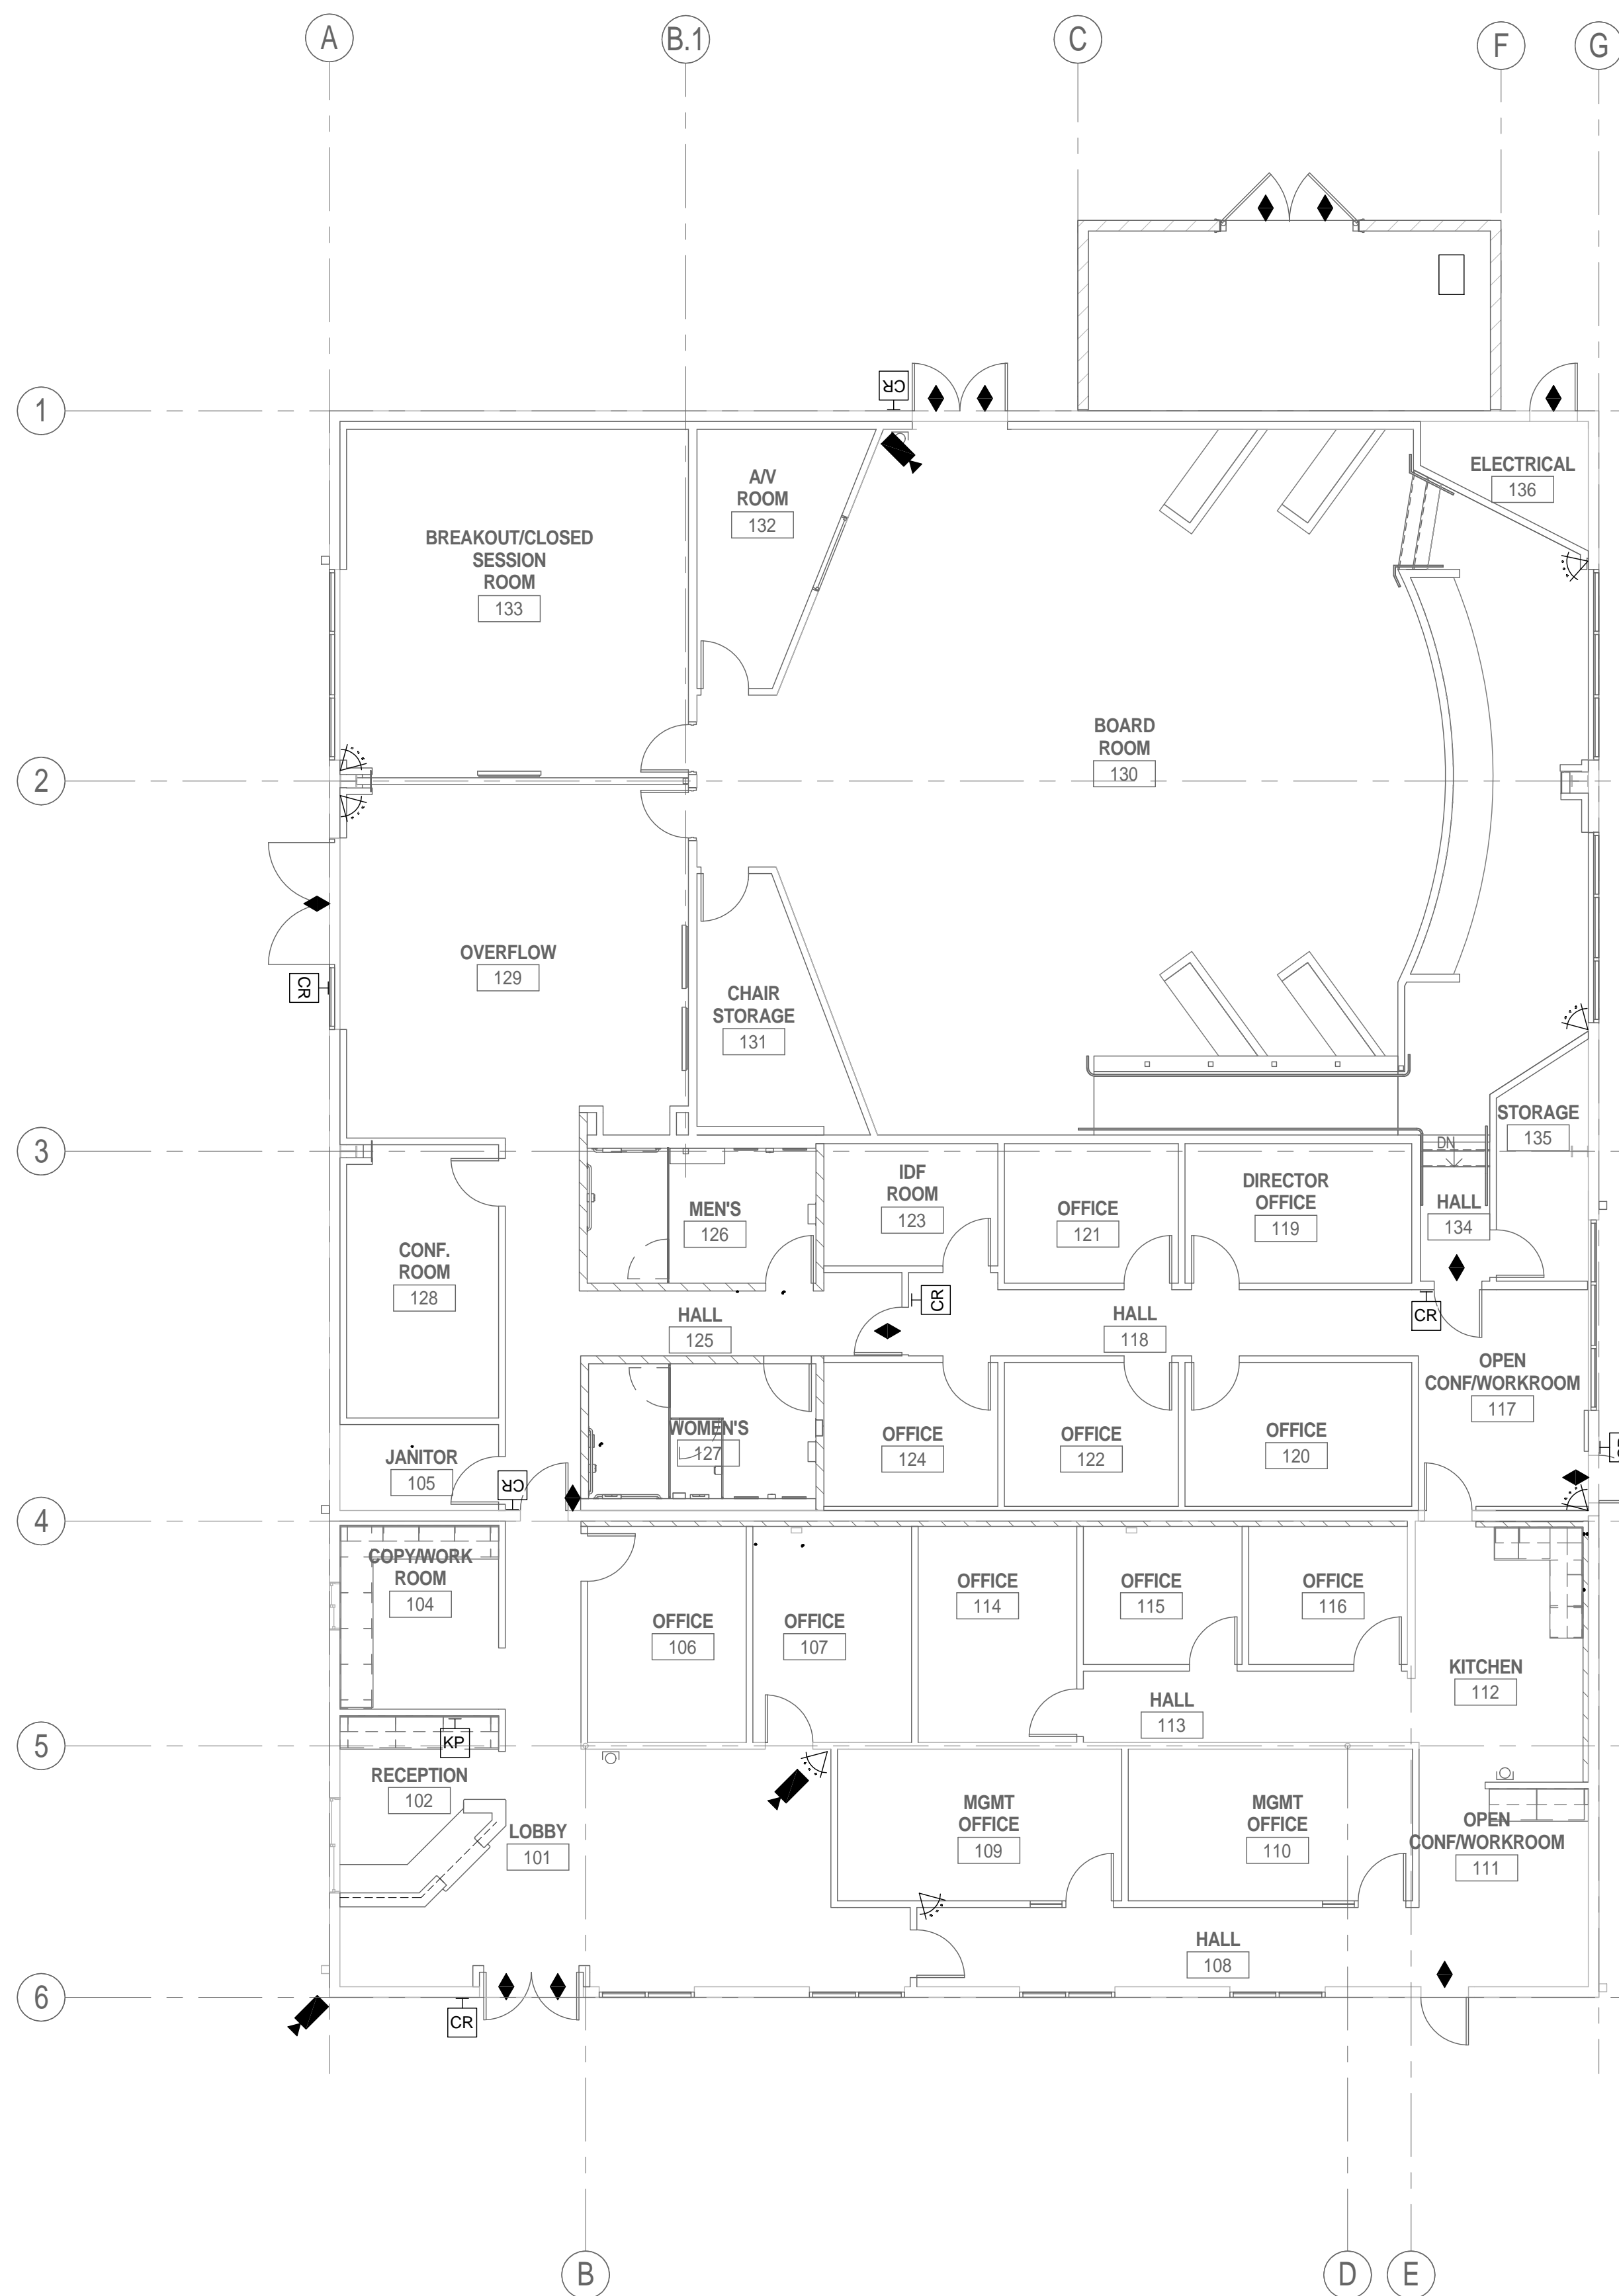 A
B.1
C
F
G
1
CR
A/V
ROOM
132
ELECTRICAL
136
BREAKOUT/CLOSED
SESSION
ROOM
133
BOARD
ROOM
130
2
OVERFLOW
129
CR
CHAIR
STORAGE
131
STORAGE
135
3
DN
IDF
ROOM
123
MEN'S
126
OFFICE
121
DIRECTOR
OFFICE
119
HALL
134
CONF.
ROOM
128
CR
CR
HALL
125
HALL
118
OPEN
CONF/WORKROOM
117
WOMEN'S
127
OFFICE
124
OFFICE
122
OFFICE
120
JANITOR
105
CR
4
COPY/WORK
ROOM
104
OFFICE
106
OFFICE
107
OFFICE
114
OFFICE
115
OFFICE
116
KITCHEN
112
HALL
113
5
KP
RECEPTION
102
LOBBY
101
MGMT
OFFICE
109
MGMT
OFFICE
110
OPEN
CONF/WORKROOM
111
HALL
108
6
CR
B
D
E